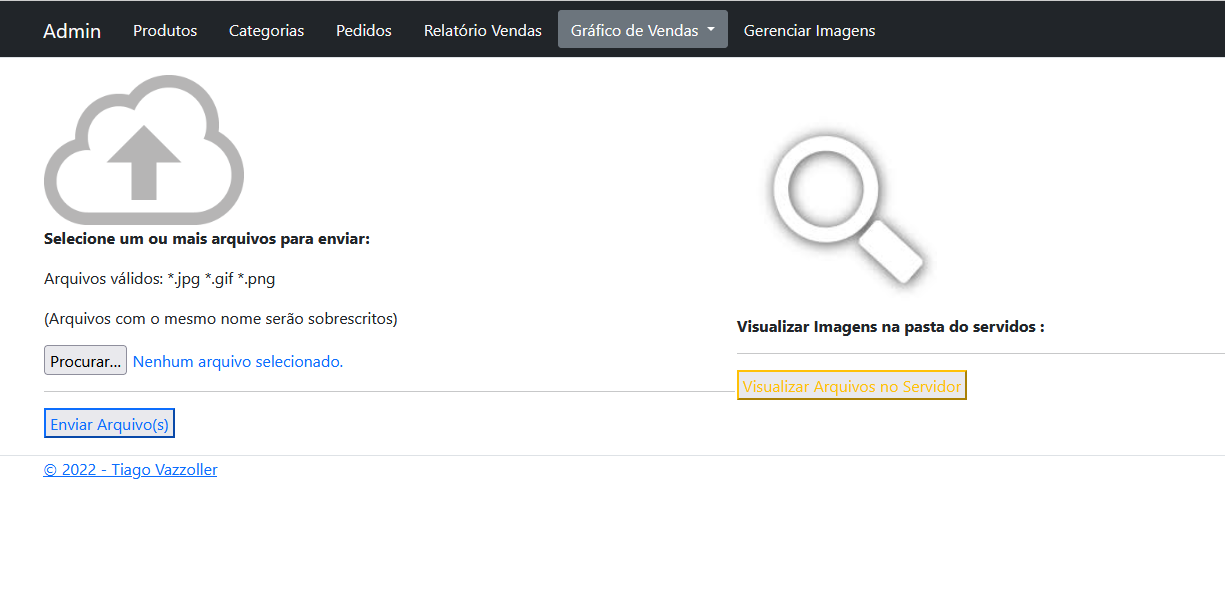 Admin Produtos Categorias Pedidos Relatório Vendas Gráfico de Vendas Gerenciar Imagens
Selecione um ou mais arquivos para enviar:
Arquivos válidos: *.jpg *.gif *.png
(Arquivos com o mesmo nome serão sobrescritos)
Procurar... Nenhum arquivo selecionado.
Enviar Arquivo(s)
Visualizar Imagens na pasta do servidos :
Visualizar Arquivos no Servidor
© 2022 - Tiago Vazzoller